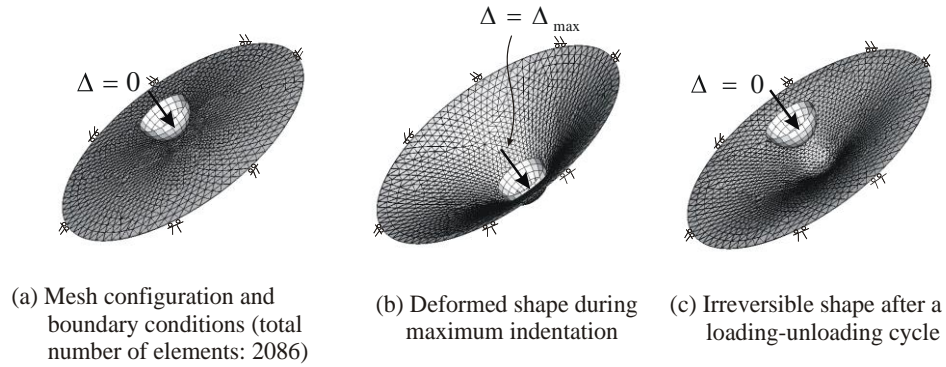 Δ = 0
Δ = Δ max
Δ = 0
(a) Mesh configuration and
boundary conditions (total
number of elements: 2086)
(b) Deformed shape during
maximum indentation
(c) Irreversible shape after a
loading-unloading cycle